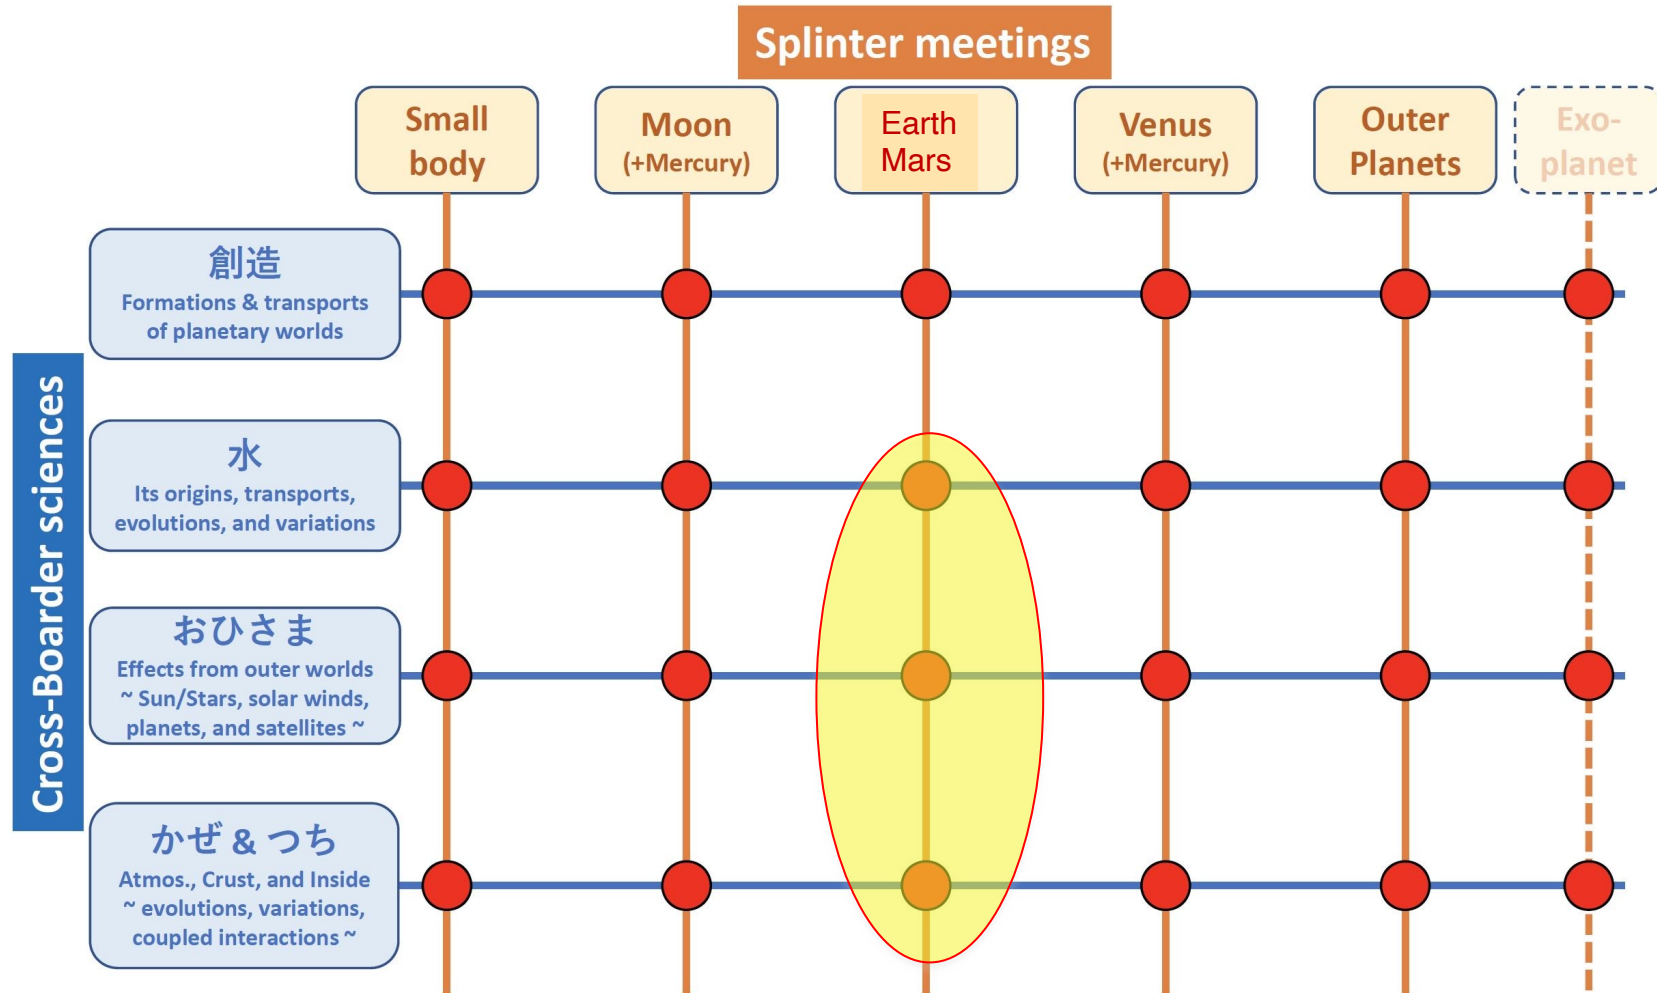 Splinter meetings
Small
body
Moon
(+Mercury)
Earth
Mars
Venus
(+Mercury)
Outer
Planets
Exo-
planet
Cross-Boarder sciences
創造
Formations & transports
of planetary worlds
水
Its origins, transports,
evolutions, and variations
おひさま
Effects from outer worlds
~ Sun/Stars, solar winds,
planets, and satellites ~
かぜ & つち
Atmos., Crust, and Inside
~ evolutions, variations,
coupled interactions ~